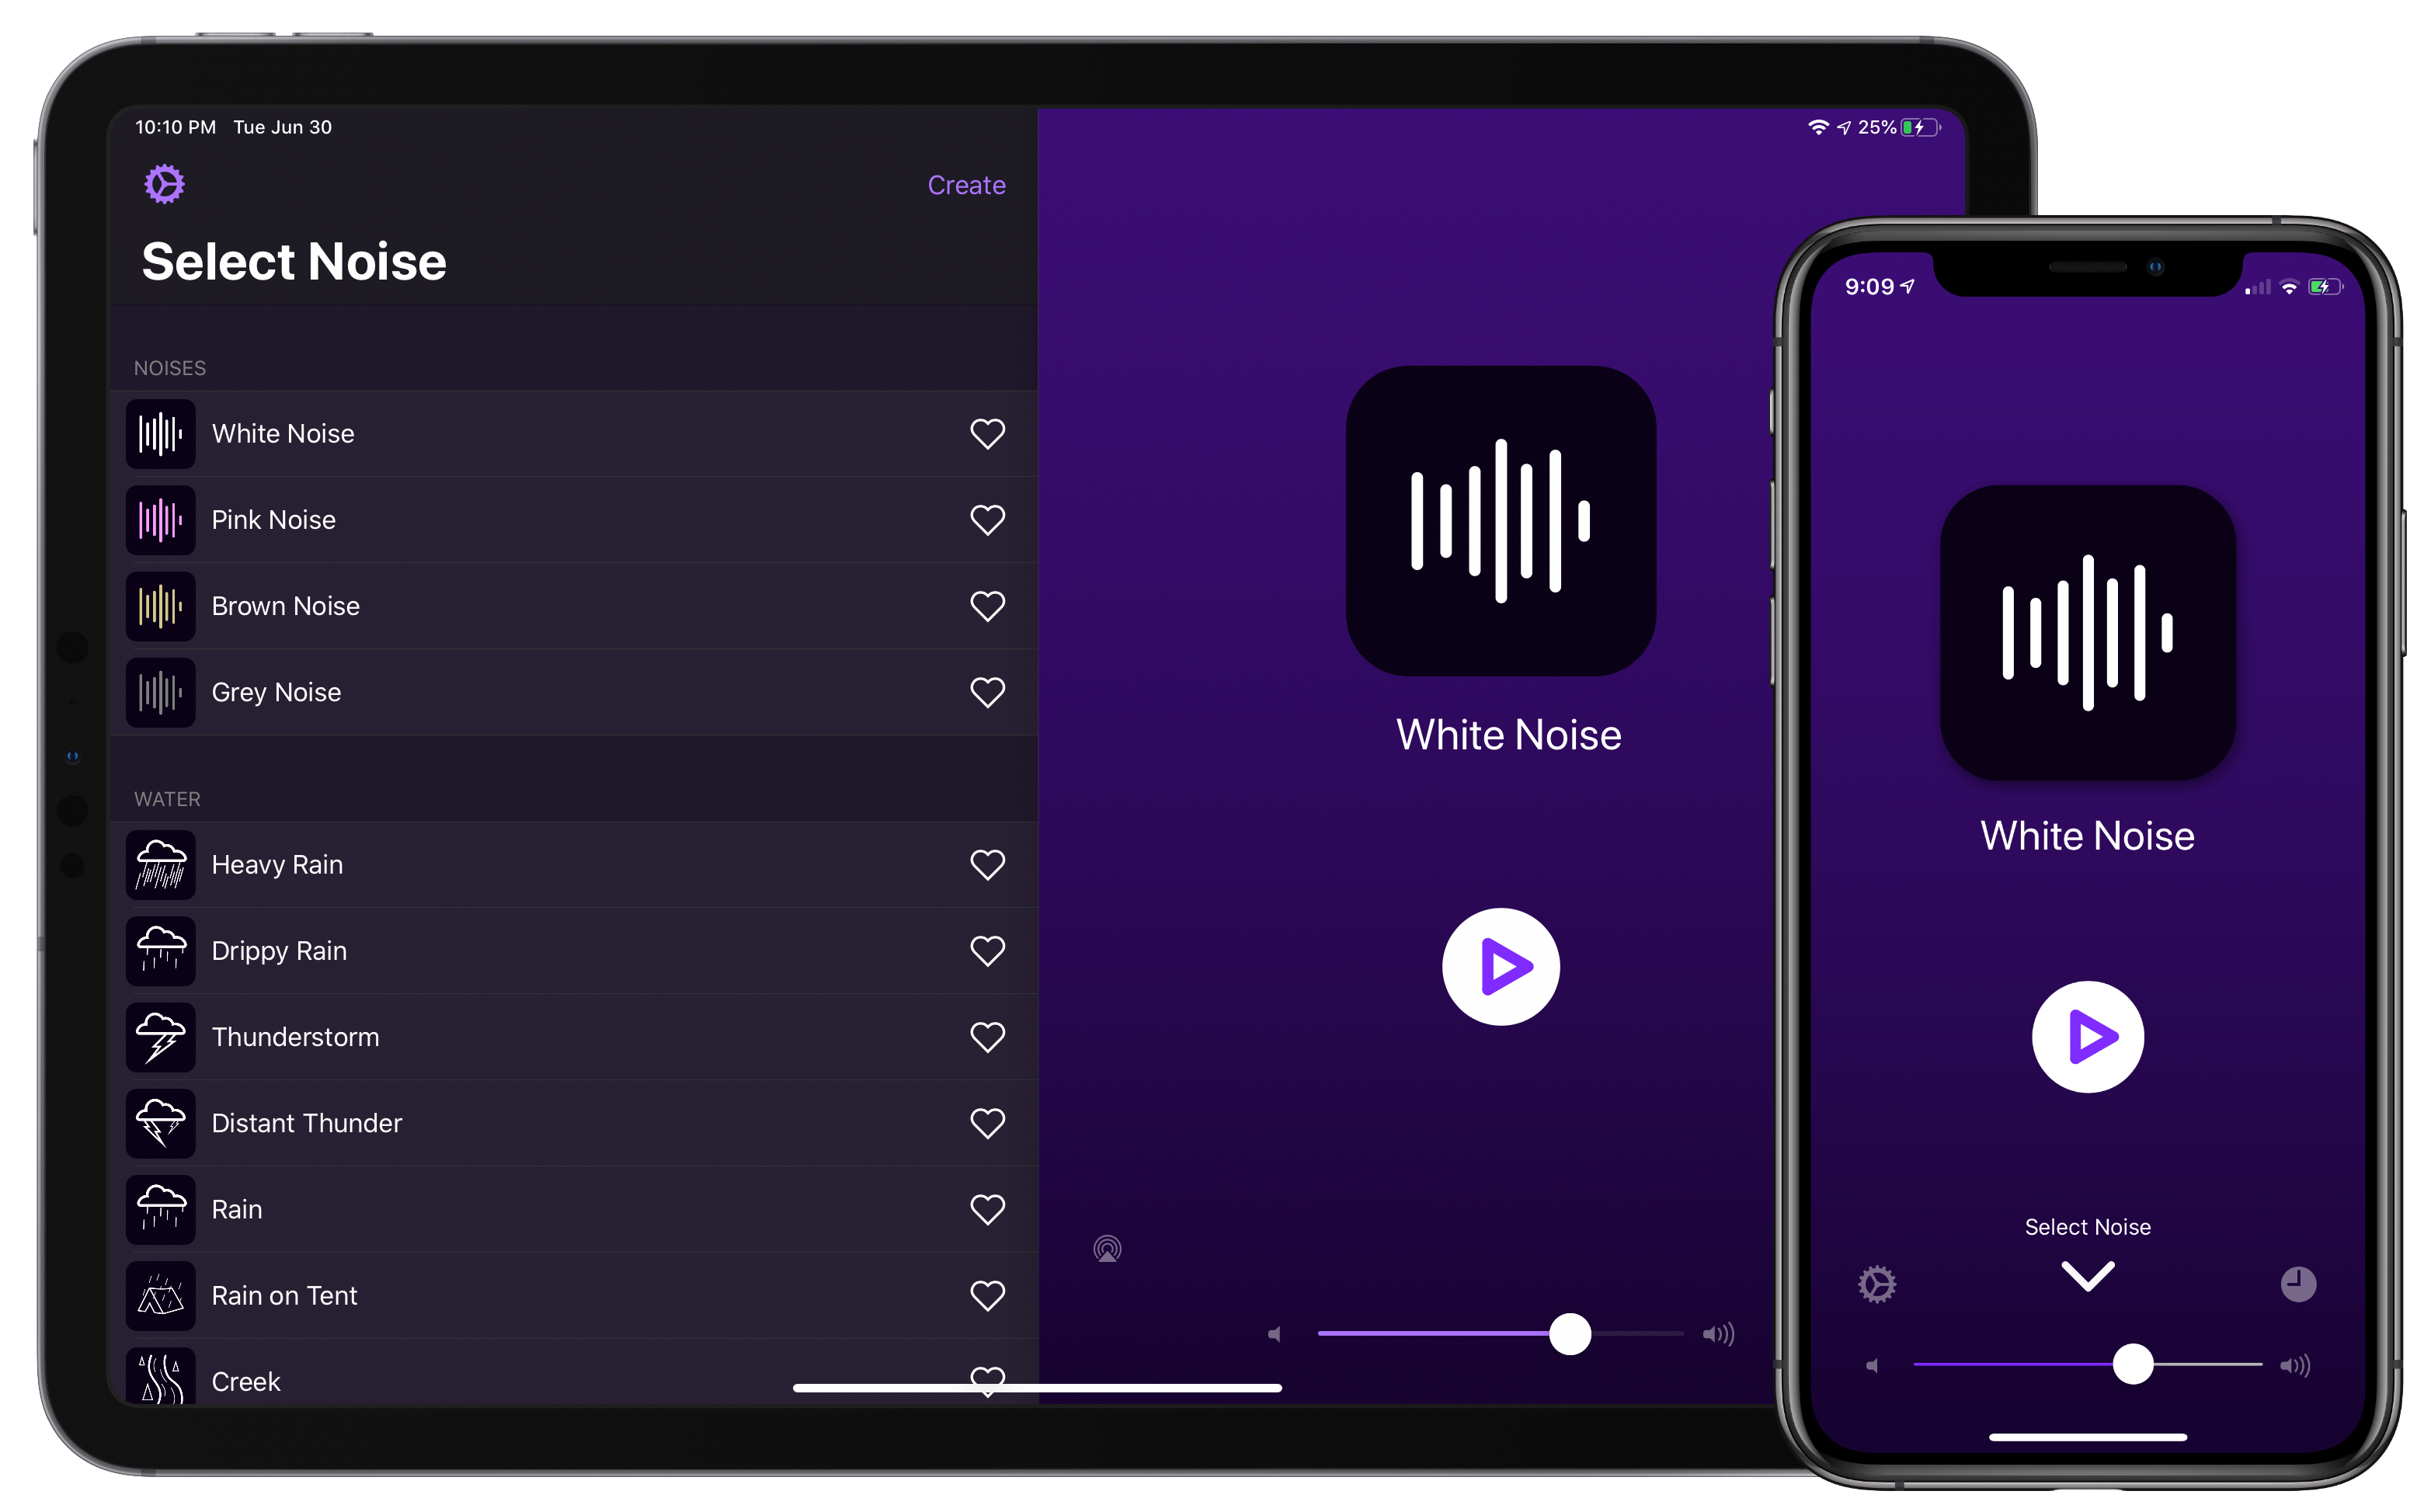 10:10 PM Tue Jun 30
25%
Create
Select Noise
NOISES
White Noise
Pink Noise
Brown Noise
Grey Noise
WATER
Heavy Rain
Drippy Rain
Thunderstorm
Distant Thunder
Rain
Rain on Tent
Creek
White Noise
9:09
White Noise
Select Noise